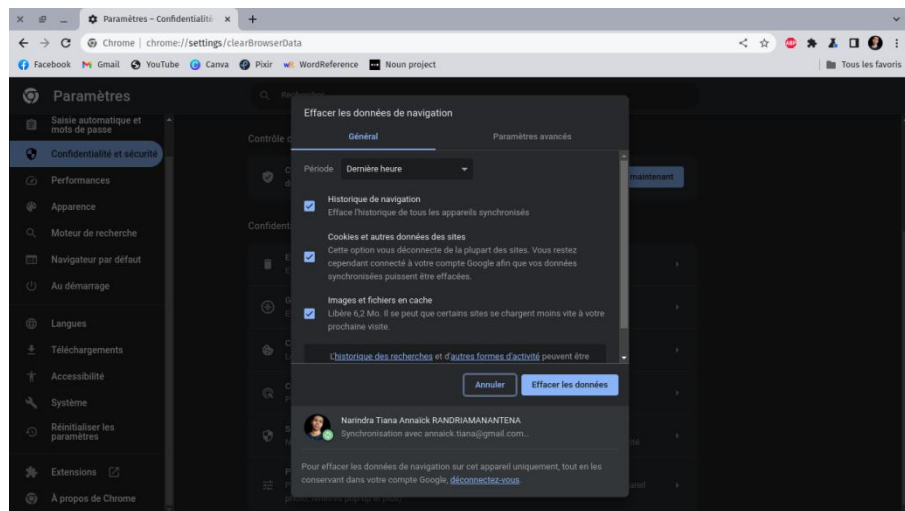 Paramètres – Confidentialité
Chrome | chrome://settings/clearBrowserData
Facebook Gmail YouTube Canva Pixlr WordReference Noun project Tous les favoris
Paramètres
Saisie automatique et
mots de passe
Confidentialité et sécurité
Performances
Apparence
Moteur de recherche
Navigateur par défaut
Au démarrage
Langues
Téléchargements
Accessibilité
Système
Réinitialiser les
paramètres
Extensions
À propos de Chrome
Contrôle
maintenant
Effacer les données de navigation
Général Paramètres avancés
Période Dernière heure
Historique de navigation
Efface l'historique de tous les appareils synchronisés
Cookies et autres données des sites
Cette option vous déconnecte de la plupart des sites. Vous restez
cependant connecté à votre compte Google afin que vos données
synchronisées puissent être effacées.
Images et fichiers en cache
Libère 6,2 Mo. Il se peut que certains sites se chargent moins vite à votre
prochaine visite.
L'historique des recherches et d'autres formes d'activité peuvent être
Annuler Effacer les données
Narindra Tiana Annaïck RANDRIAMANANTENA
Synchronisation avec annaick.tiana@gmail.com...
Pour effacer les données de navigation sur cet appareil uniquement, tout en les
conservant dans votre compte Google, déconnectez-vous.